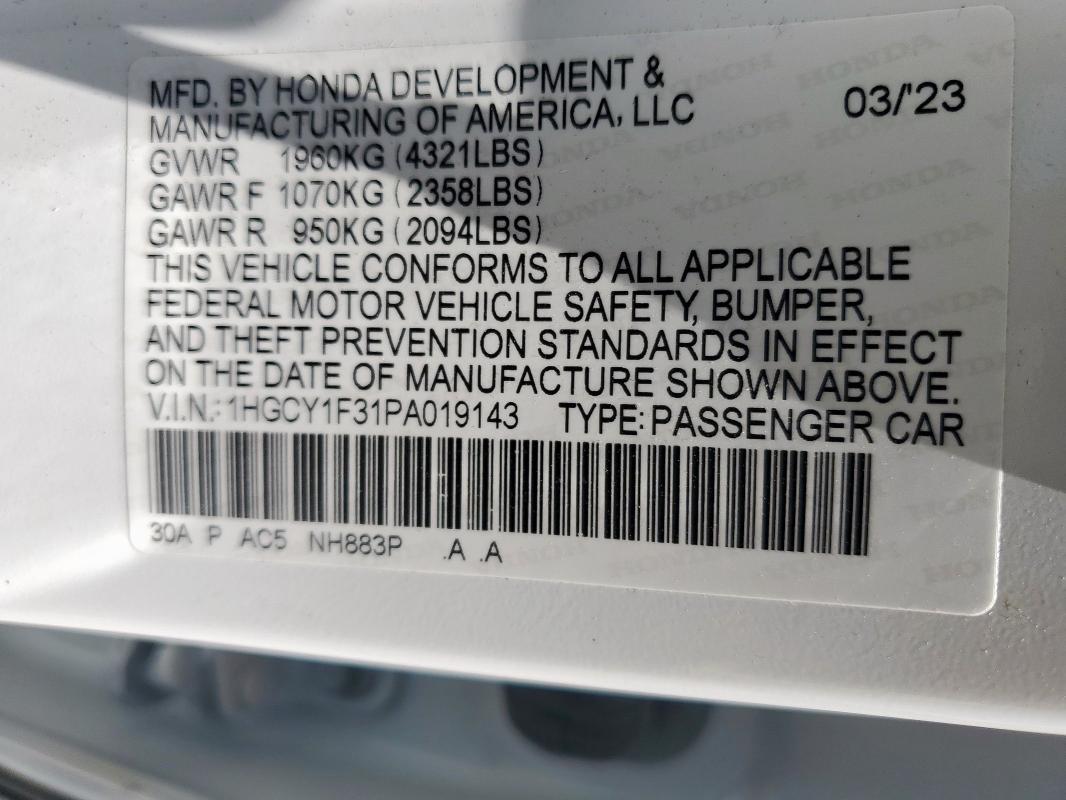 MFD. BY HONDA DEVELOPMENT &
MANUFACTURING OF AMERICA, LLC 03/'23
GVWR 1960KG (4321LBS)
GAWR F 1070KG (2358LBS)
GAWR R 950KG (2094LBS)
THIS VEHICLE CONFORMS TO ALL APPLICABLE
FEDERAL MOTOR VEHICLE SAFETY, BUMPER,
AND THEFT PREVENTION STANDARDS IN EFFECT
ON THE DATE OF MANUFACTURE SHOWN ABOVE.
V.I.N.: 1HGCY1F31PA019143 TYPE: PASSENGER CAR
30A P AC5 NH883P .A .A